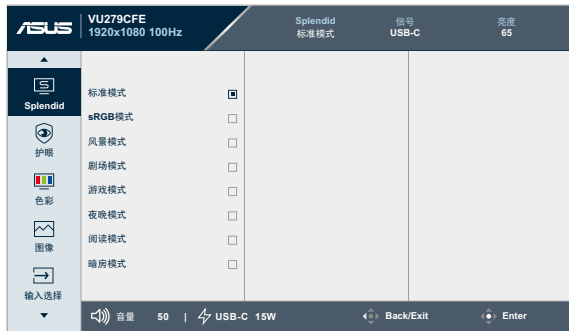 ASUS
VU279CFE
1920x1080 100Hz
Splendid
标准模式
信号
USB-C
亮度
65
Splendid
护眼
色彩
图像
输入选择
标准模式
sRGB模式
风景模式
剧场模式
游戏模式
夜晚模式
阅读模式
暗房模式
音量 50 | USB-C 15W
Back/Exit
Enter